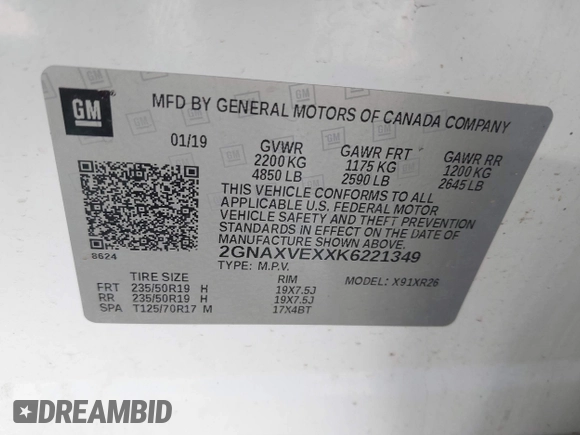 GM
MFD BY GENERAL MOTORS OF CANADA COMPANY
01/19 GVWR GAWR FRT GAWR RR
2200 KG 1175 KG 1200 KG
4850 LB 2590 LB 2645 LB
THIS VEHICLE CONFORMS TO ALL
APPLICABLE U.S. FEDERAL MOTOR
VEHICLE SAFETY AND THEFT PREVENTION
STANDARDS IN EFFECT ON THE DATE OF
MANUFACTURE SHOWN ABOVE.
8624 2GNAXVEXXK6221349
TYPE: M.P.V. MODEL: X91XR26
TIRE SIZE RIM
FRT 235/50R19 H 19X7.5J
RR 235/50R19 H 19X7.5J
SPA T125/70R17 M 17X4BT
DREAMBID